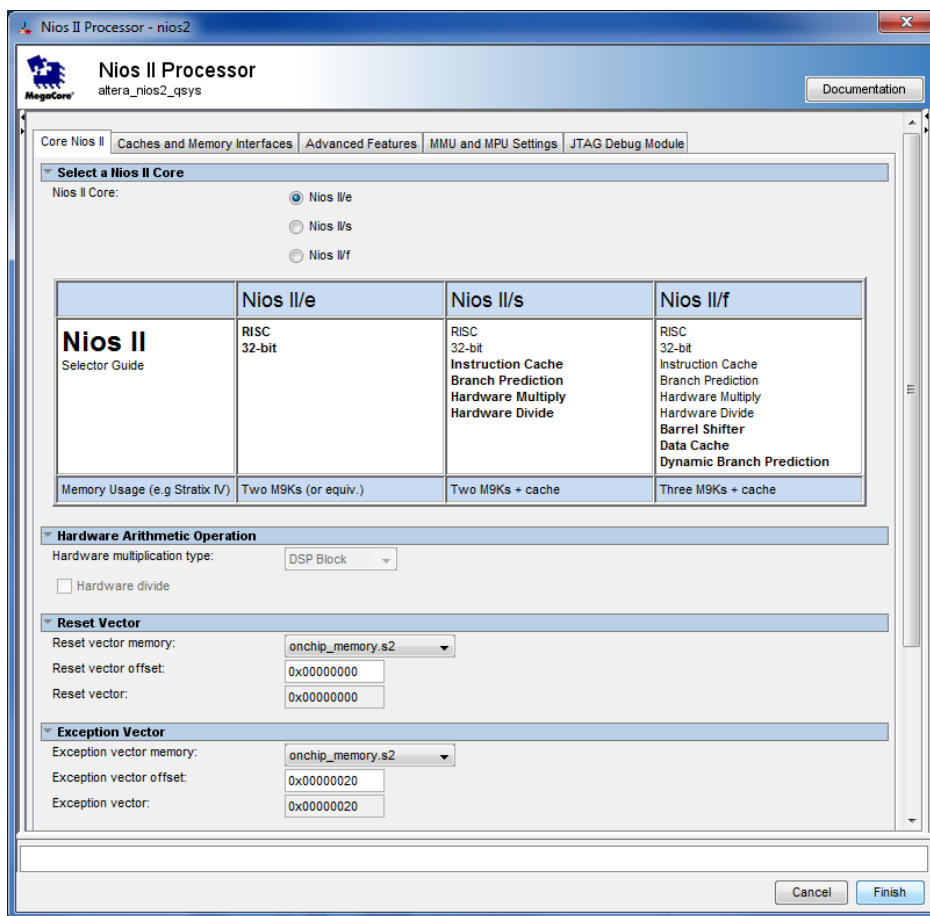 Nios II Processor - nios2
MegaCore®
Nios II Processor
altera_nios2_qsys
Documentation
Core Nios II
Caches and Memory Interfaces
Advanced Features
MMU and MPU Settings
JTAG Debug Module
Select a Nios II Core
Nios II Core:
Nios II/e
Nios II/s
Nios II/f
Nios II/e
Nios II/s
Nios II/f
Nios II
Selector Guide
RISC
32-bit
RISC
32-bit
Instruction Cache
Branch Prediction
Hardware Multiply
Hardware Divide
RISC
32-bit
Instruction Cache
Branch Prediction
Hardware Multiply
Hardware Divide
Barrel Shifter
Data Cache
Dynamic Branch Prediction
Memory Usage (e.g Stratix IV)
Two M9Ks (or equiv.)
Two M9Ks + cache
Three M9Ks + cache
Hardware Arithmetic Operation
Hardware multiplication type:
DSP Block
Hardware divide
Reset Vector
Reset vector memory:
onchip_memory.s2
Reset vector offset:
0x00000000
Reset vector:
0x00000000
Exception Vector
Exception vector memory:
onchip_memory.s2
Exception vector offset:
0x00000020
Exception vector:
0x00000020
Cancel
Finish